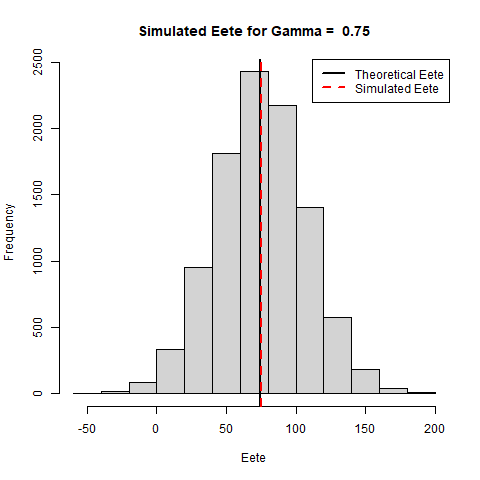 Simulated Eete for Gamma =  0.75
Theoretical Eete
Simulated Eete
Frequency
2500
2000
1500
1000
500
0
-50 0 50 100 150 200
Eete